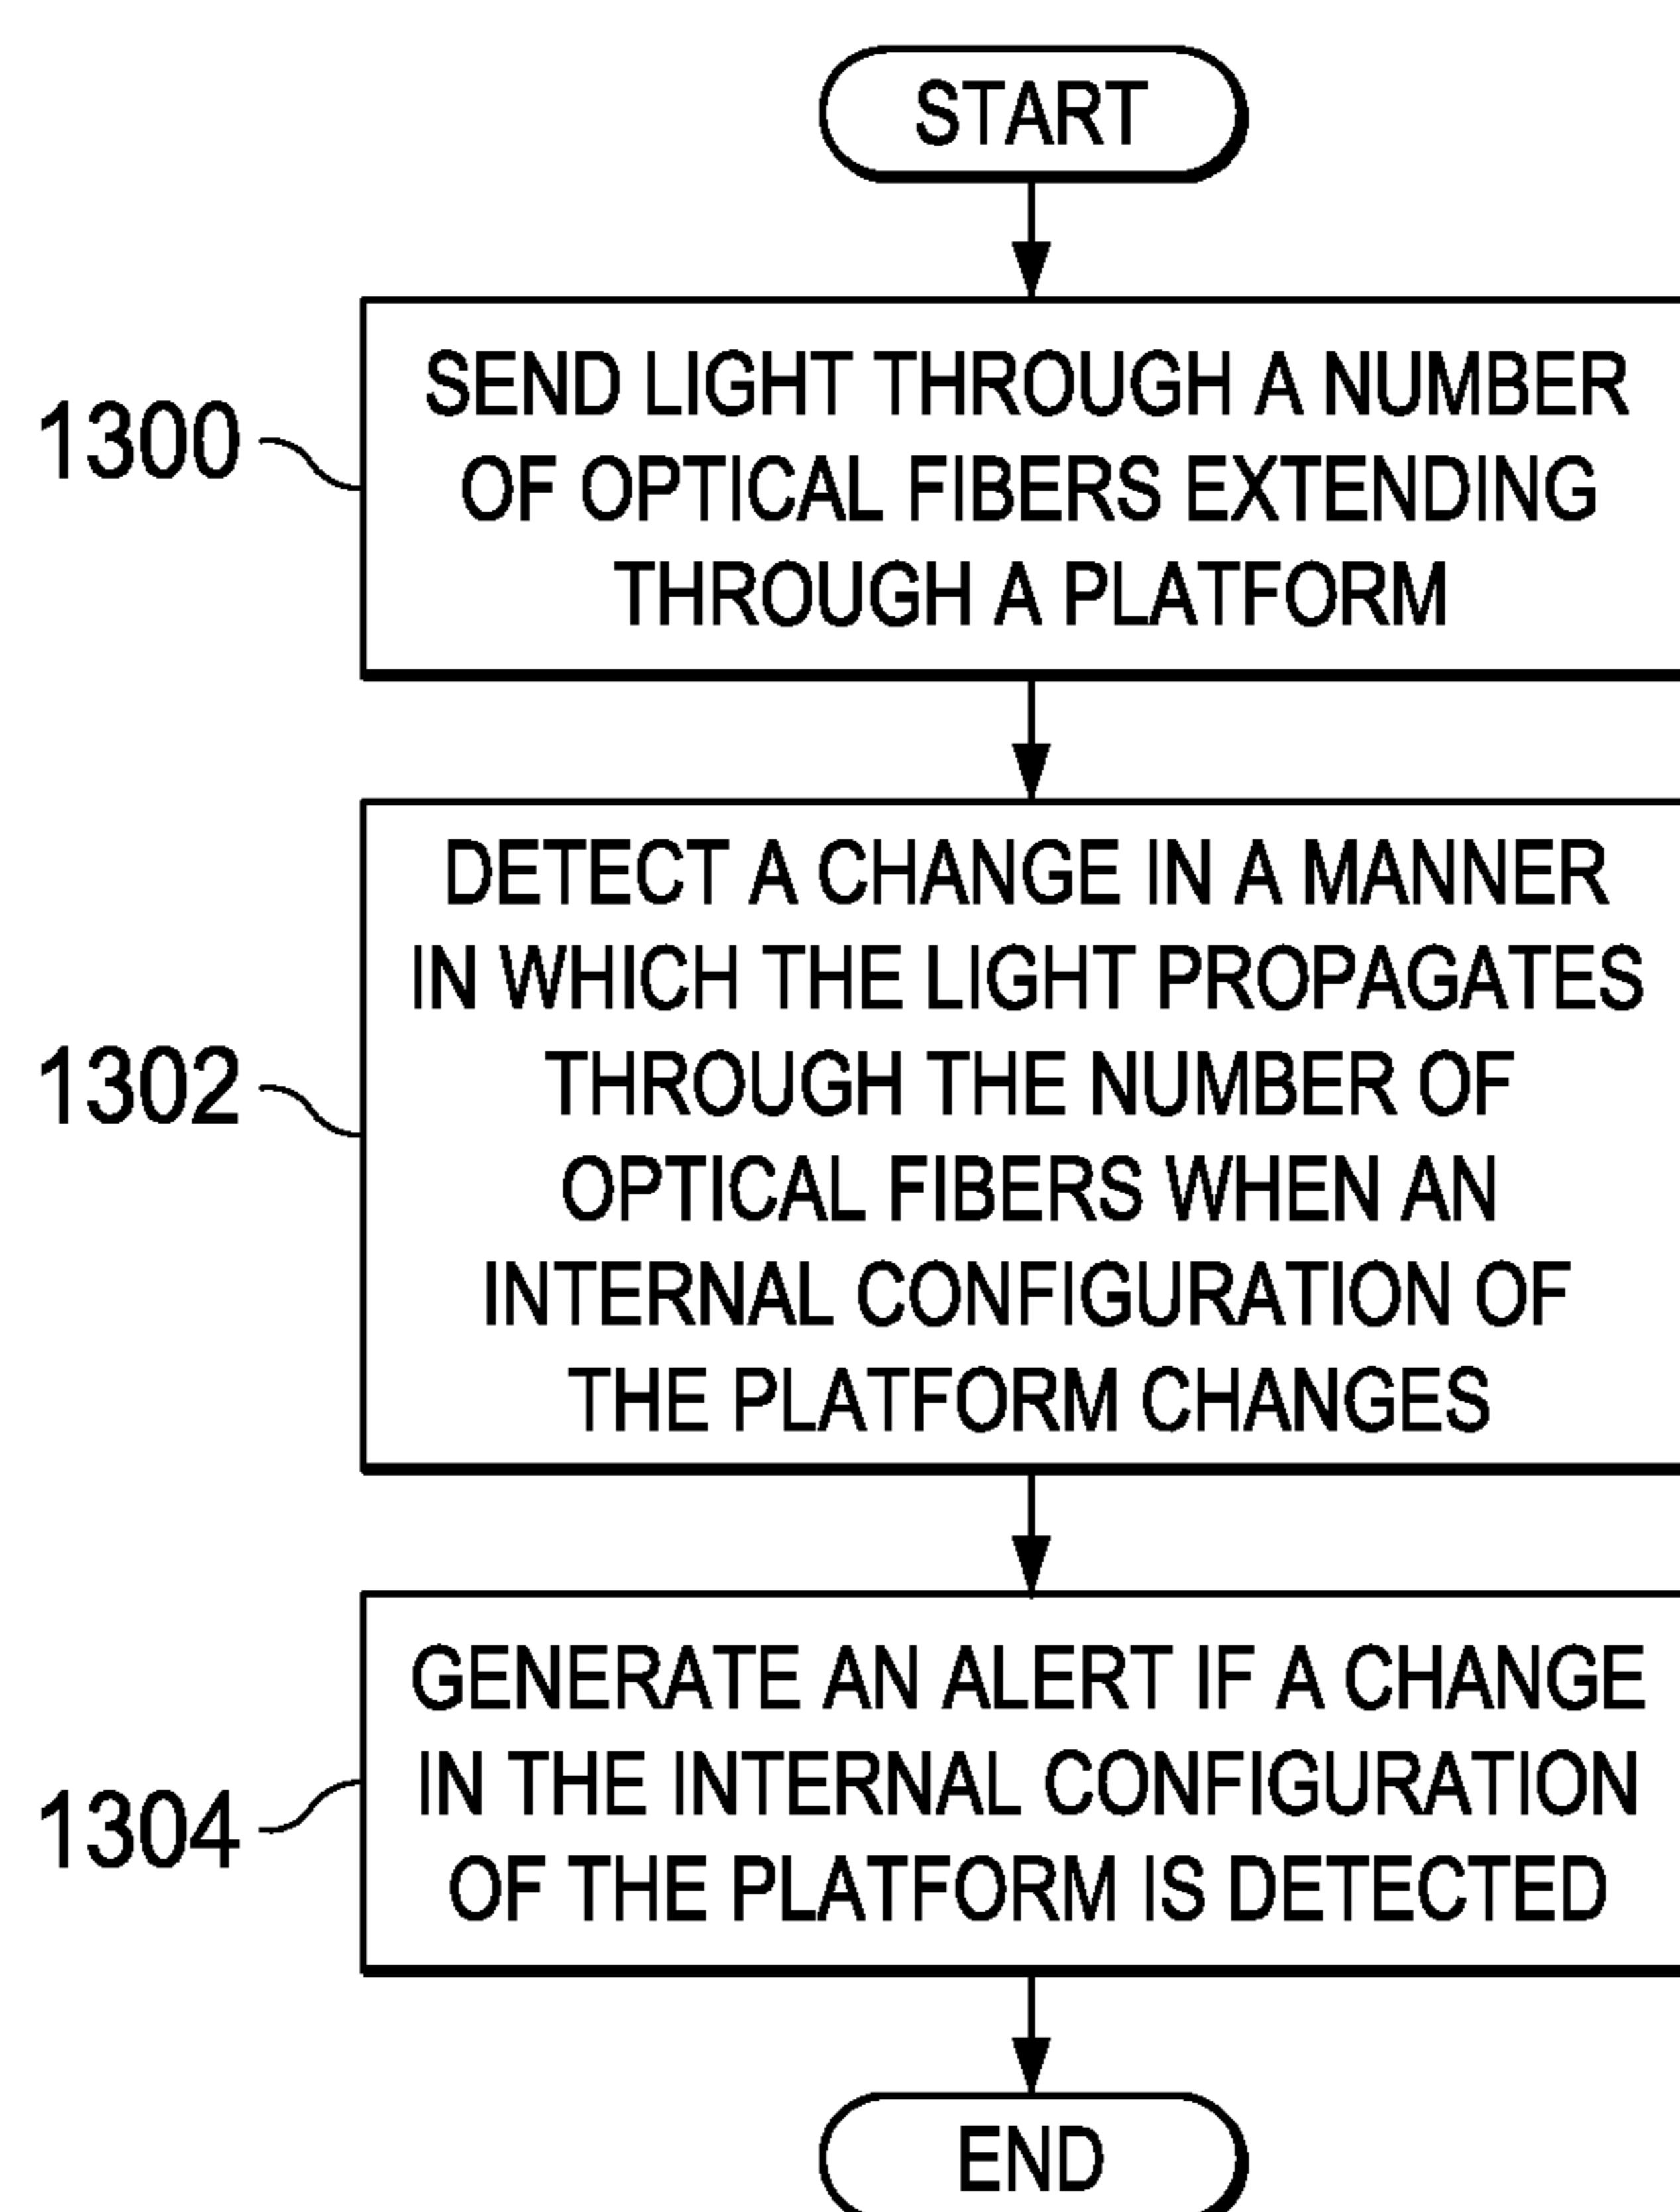 START
1300
SEND LIGHT THROUGH A NUMBER
OF OPTICAL FIBERS EXTENDING
THROUGH A PLATFORM
1302
DETECT A CHANGE IN A MANNER
IN WHICH THE LIGHT PROPAGATES
THROUGH THE NUMBER OF
OPTICAL FIBERS WHEN AN
INTERNAL CONFIGURATION OF
THE PLATFORM CHANGES
1304
GENERATE AN ALERT IF A CHANGE
IN THE INTERNAL CONFIGURATION
OF THE PLATFORM IS DETECTED
END